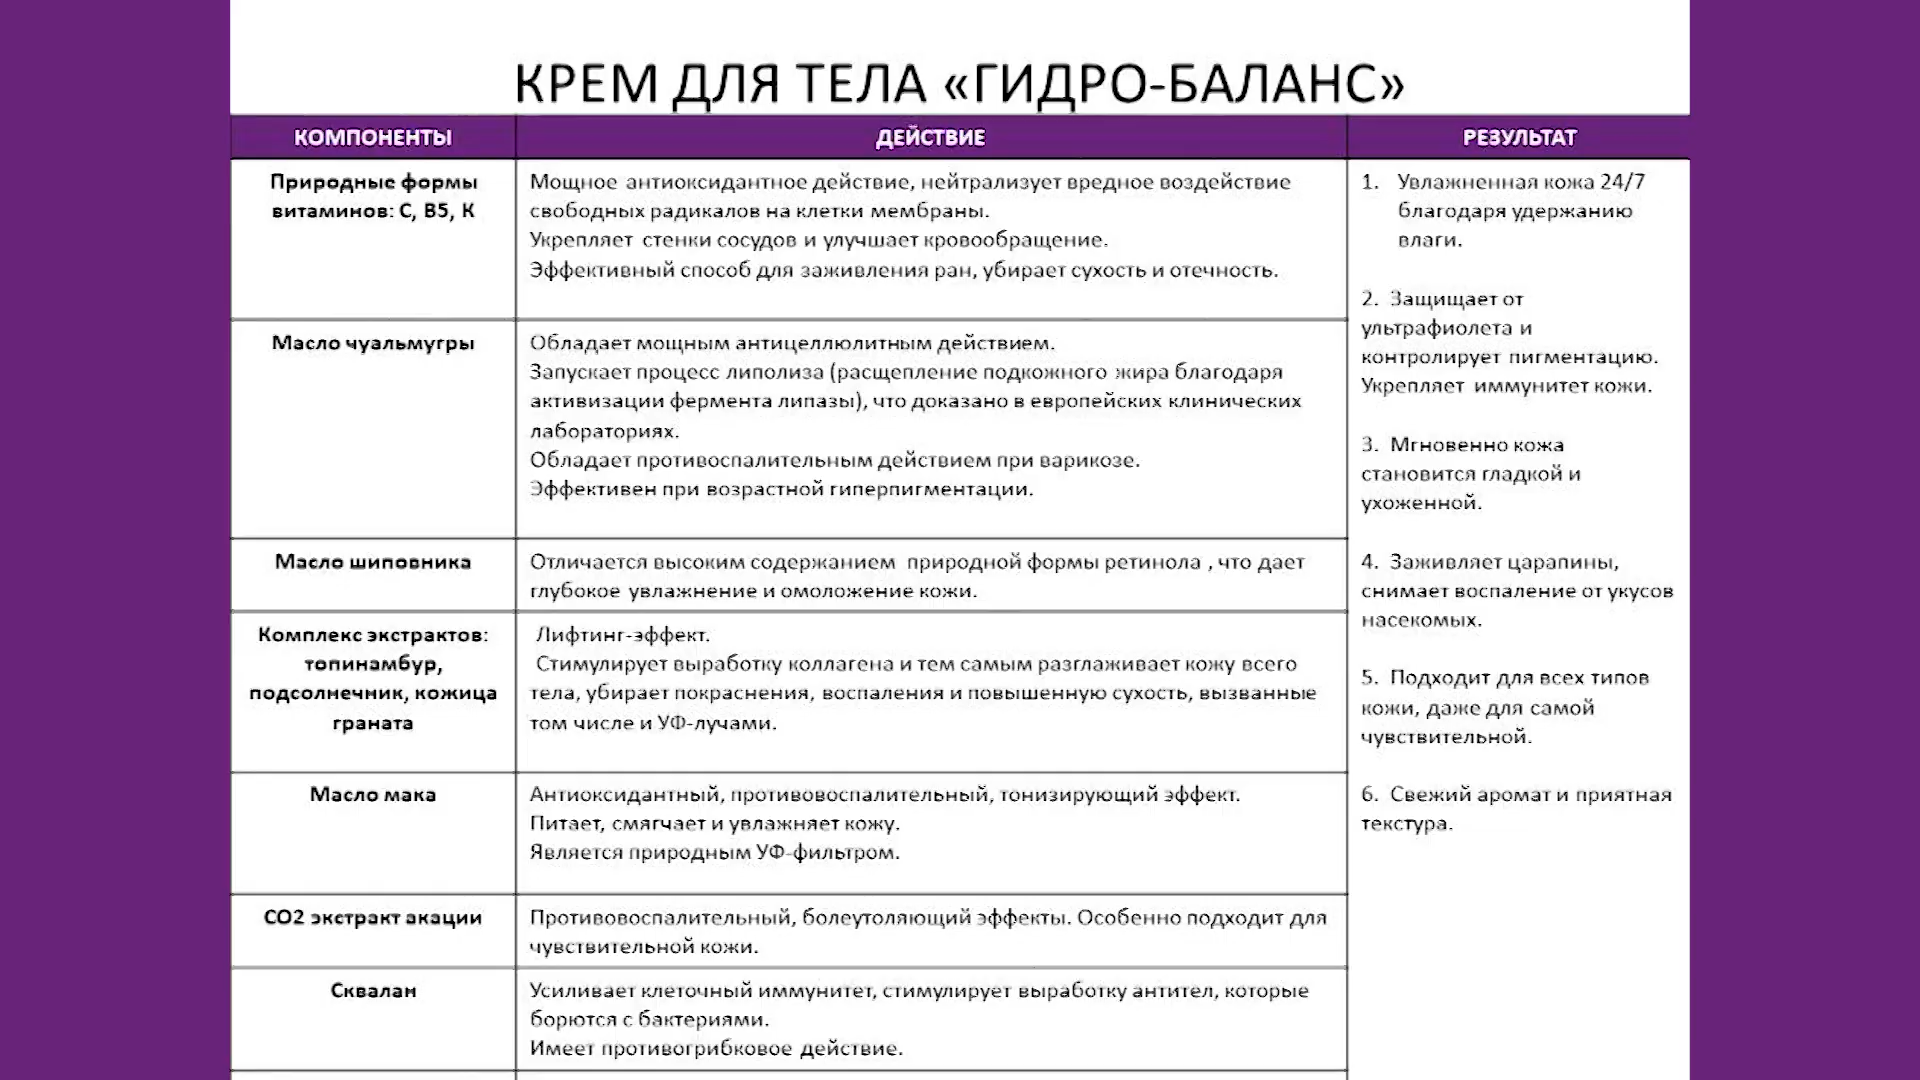 КРЕМ ДЛЯ ТЕЛА «ГИДРО-БАЛАНС»
КОМПОНЕНТЫ
ДЕЙСТВИЕ
РЕЗУЛЬТАТ
Природные формы
витаминов: С, В5, К
Мощное антиоксидантное действие, нейтрализует вредное воздействие
свободных радикалов на клетки мембраны.
Укрепляет стенки сосудов и улучшает кровообращение.
Эффективный способ для заживления ран, убирает сухость и отечность.
Масло чуальмугры
Обладает мощным антицеллюлитным действием.
Запускает процесс липолиза (расщепление подкожного жира благодаря
активизации фермента липазы), что доказано в европейских клинических
лабораториях.
Обладает противоспалительным действием при варикозе.
Эффективен при возрастной гиперпигментации.
Масло шиповника
Отличается высоким содержанием природной формы ретинола , что дает
глубокое увлажнение и омоложение кожи.
Комплекс экстрактов:
топинамбур,
подсолнечник, кожица
граната
Лифтинг-эффект.
Стимулирует выработку коллагена и тем самым разглаживает кожу всего
тела, убирает покраснения, воспаления и повышенную сухость, вызванные
том числе и УФ-лучами.
Масло мака
Антиоксидантный, противовоспалительный, тонизирующий эффект.
Питает, смягчает и увлажняет кожу.
Является природным УФ-фильтром.
СО2 экстракт акации
Противовоспалительный, болеутоляющий эффекты. Особенно подходит для
чувствительной кожи.
Сквалан
Усиливает клеточный иммунитет, стимулирует выработку антител, которые
борются с бактериями.
Имеет противогрибковое действие.
1. Увлажненная кожа 24/7
благодаря удержанию
влаги.
2. Защищает от
ультрафиолета и
контролирует пигментацию.
Укрепляет иммунитет кожи.
3. Мгновенно кожа
становится гладкой и
ухоженной.
4. Заживляет царапины,
снимает воспаление от укусов
насекомых.
5. Подходит для всех типов
кожи, даже для самой
чувствительной.
6. Свежий аромат и приятная
текстура.